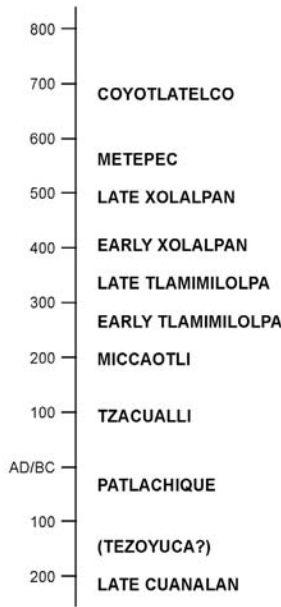 800
700
COYOTLATELCO
600
METEPEC
500
LATE XOLALPAN
400
EARLY XOLALPAN
LATE TLAMIMILOLPA
300
EARLY TLAMIMILOLPA
200
MICCAOTLI
100
TZACUALLI
AD/BC
PATLACHIQUE
100
(TEZOYUCA?)
200
LATE CUANALAN